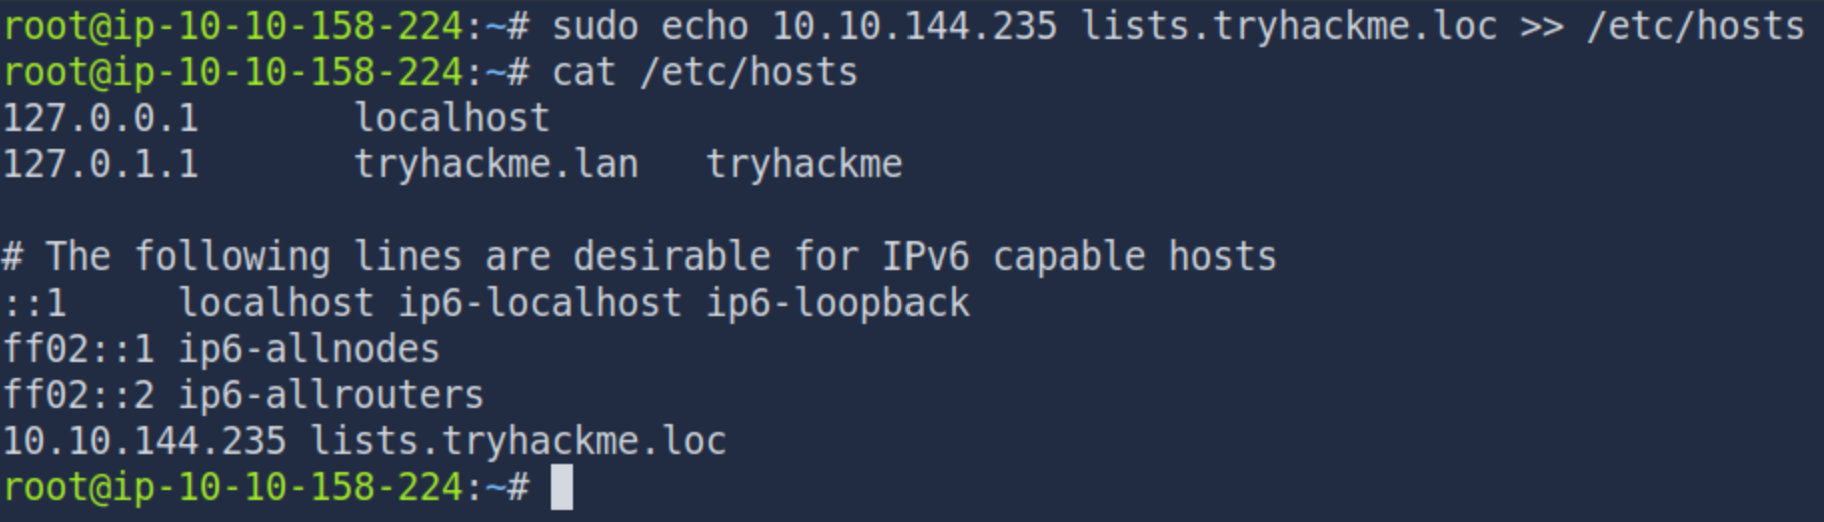 root@ip-10-10-158-224:~# sudo echo 10.10.144.235 lists.tryhackme.loc >> /etc/hosts
root@ip-10-10-158-224:~# cat /etc/hosts
127.0.0.1       localhost
127.0.1.1       tryhackme.lan   tryhackme

# The following lines are desirable for IPv6 capable hosts
::1     localhost ip6-localhost ip6-loopback
ff02::1 ip6-allnodes
ff02::2 ip6-allrouters
10.10.144.235 lists.tryhackme.loc
root@ip-10-10-158-224:~#